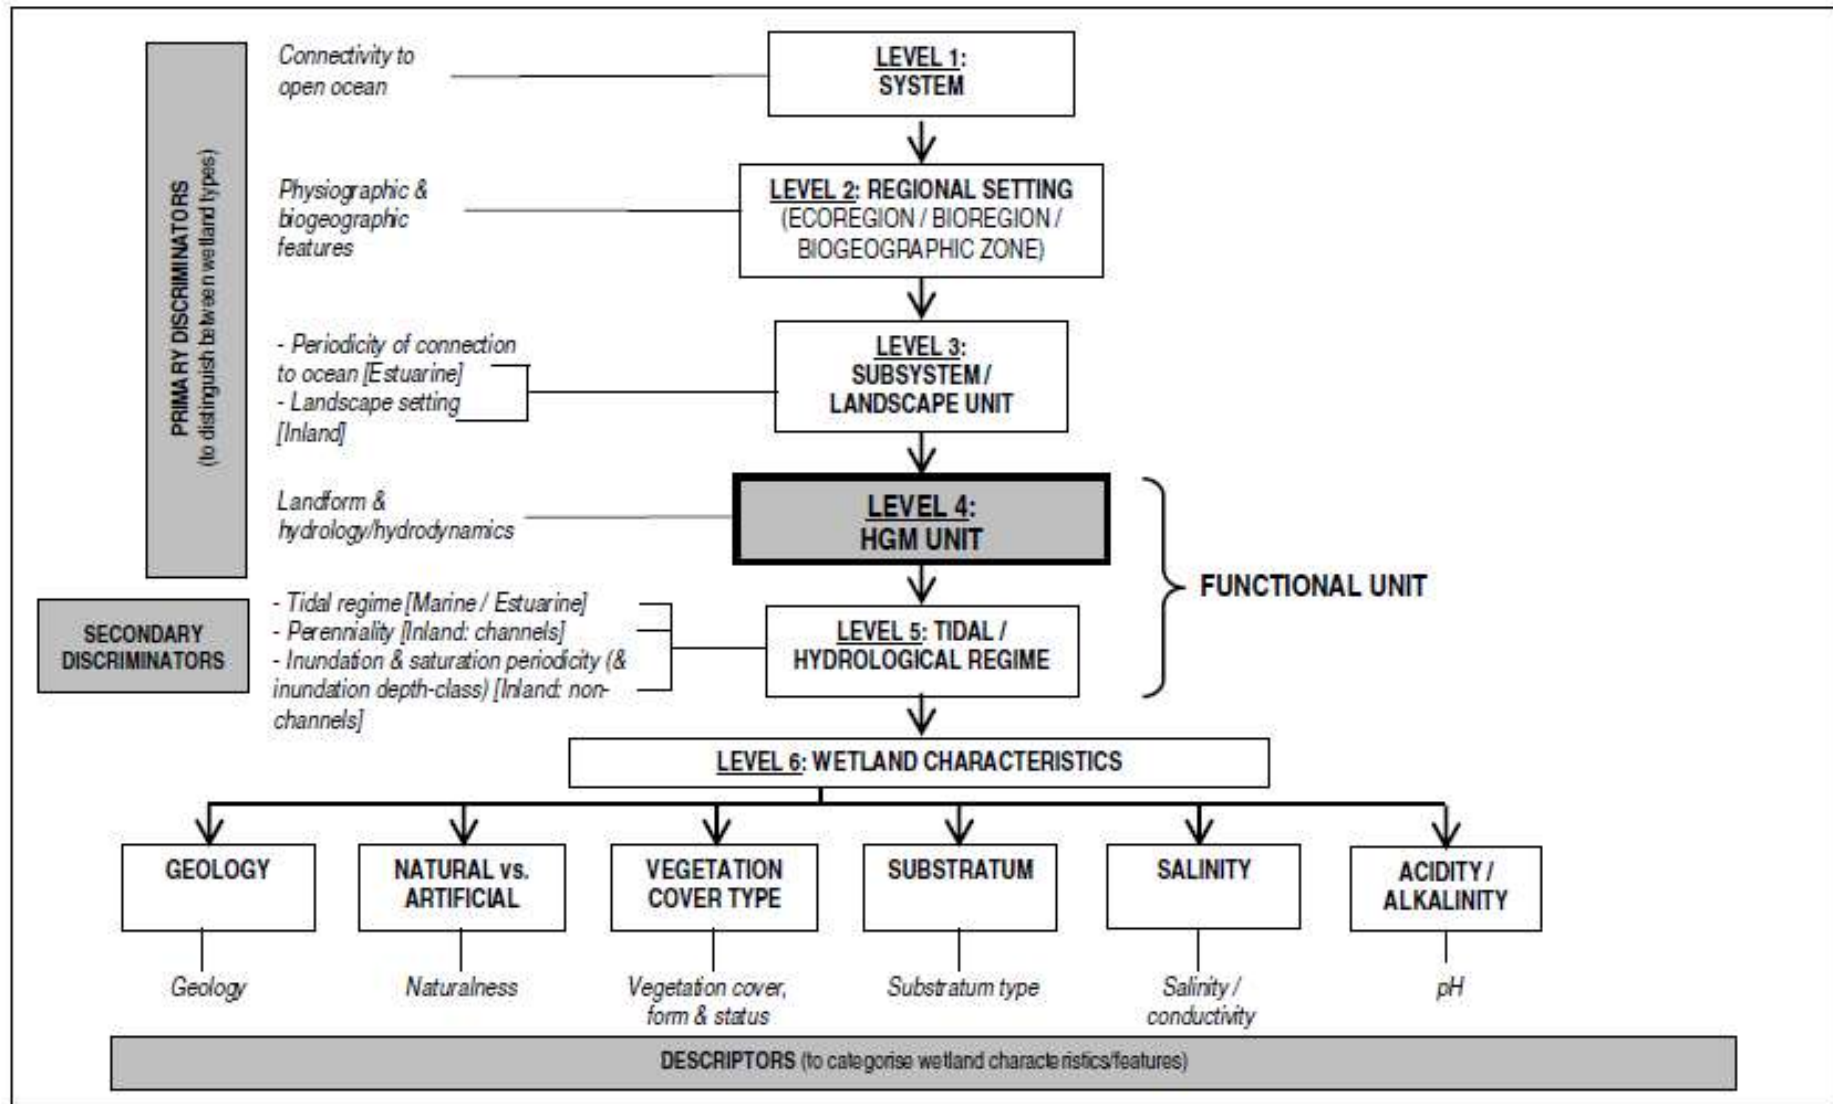 PRIMARY DISCRIMINATORS
(to distinguish between wetland types)
Connectivity to
open ocean
LEVEL 1:
SYSTEM
Physiographic &
biogeographic
features
LEVEL 2: REGIONAL SETTING
(ECOREGION / BIOREGION /
BIOGEOGRAPHIC ZONE)
- Periodicity of connection
to ocean [Estuarine]
- Landscape setting
[Inland]
LEVEL 3:
SUBSYSTEM /
LANDSCAPE UNIT
Landform &
hydrology/hydrodynamics
LEVEL 4:
HGM UNIT
FUNCTIONAL UNIT
SECONDARY
DISCRIMINATORS
- Tidal regime [Marine / Estuarine]
- Perenniality [Inland: channels]
- Inundation & saturation periodicity (&
inundation depth-class) [Inland: non-
channels]
LEVEL 5: TIDAL /
HYDROLOGICAL REGIME
LEVEL 6: WETLAND CHARACTERISTICS
GEOLOGY
NATURAL vs.
ARTIFICIAL
VEGETATION
COVER TYPE
SUBSTRATUM
SALINITY
ACIDITY /
ALKALINITY
Geology
Naturalness
Vegetation cover,
form & status
Substratum type
Salinity /
conductivity
pH
DESCRIPTORS (to categorise wetland characteristics/features)